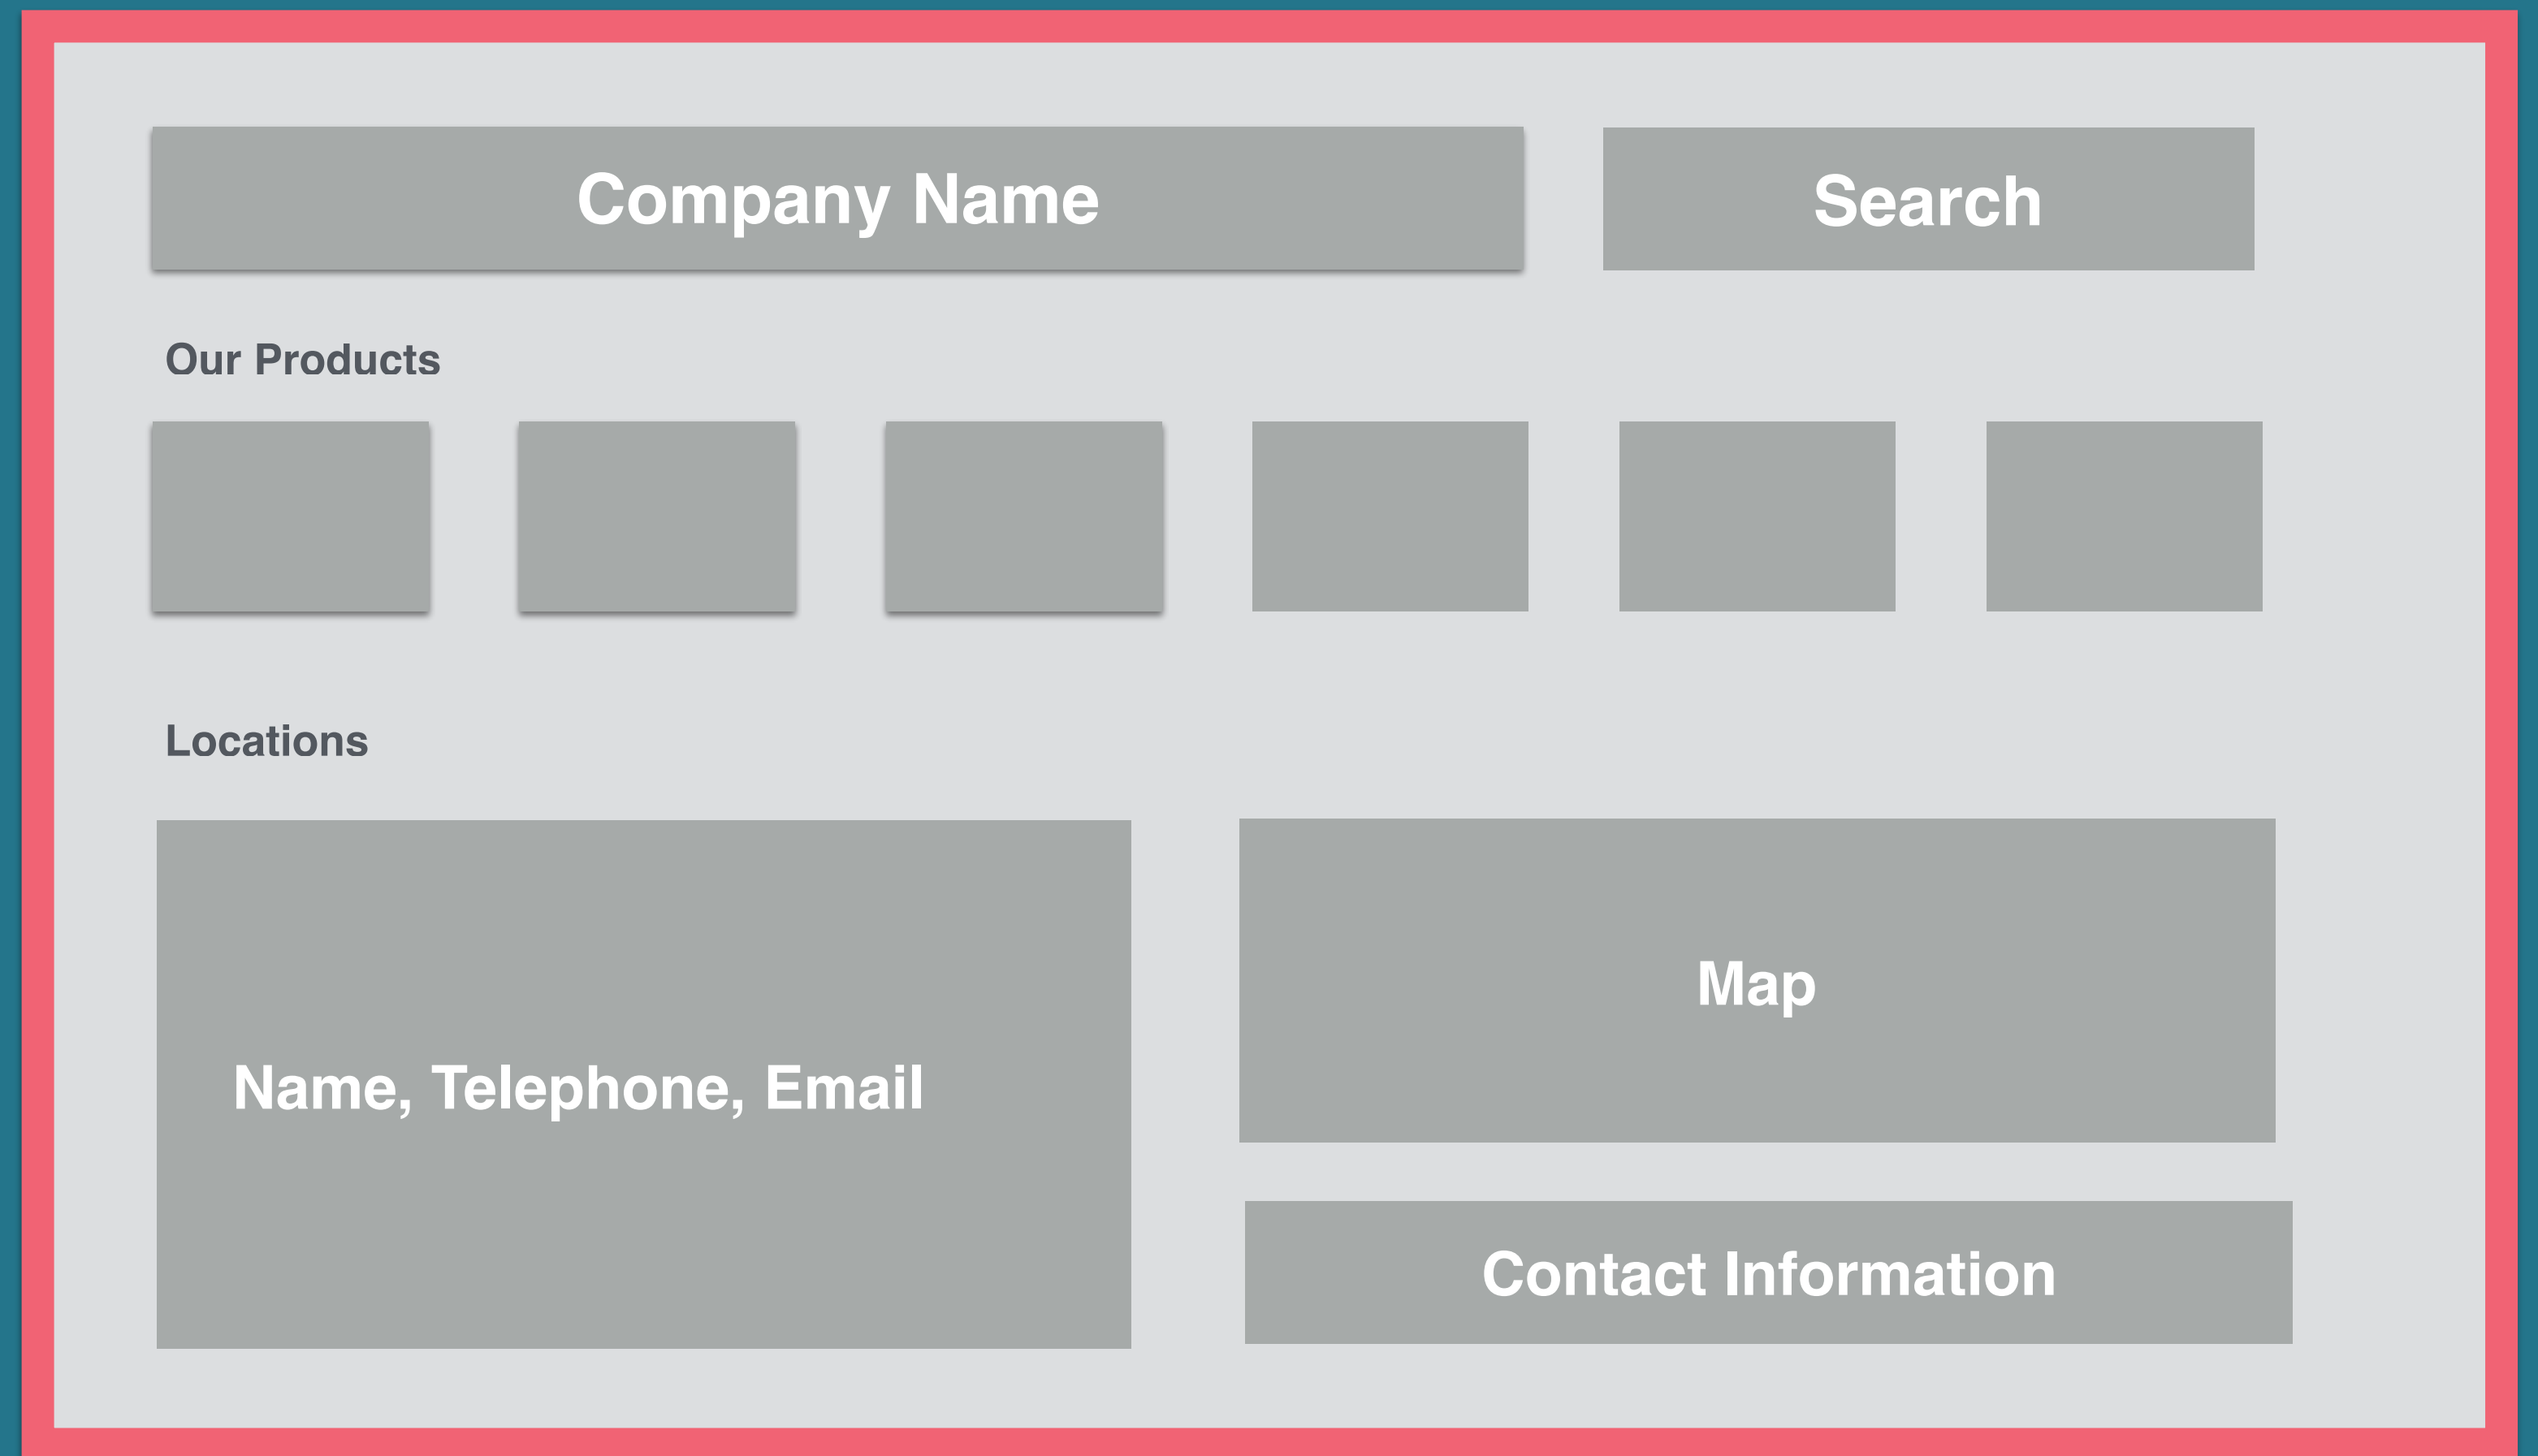 Company Name
Search
Our Products
Locations
Name, Telephone, Email
Map
Contact Information